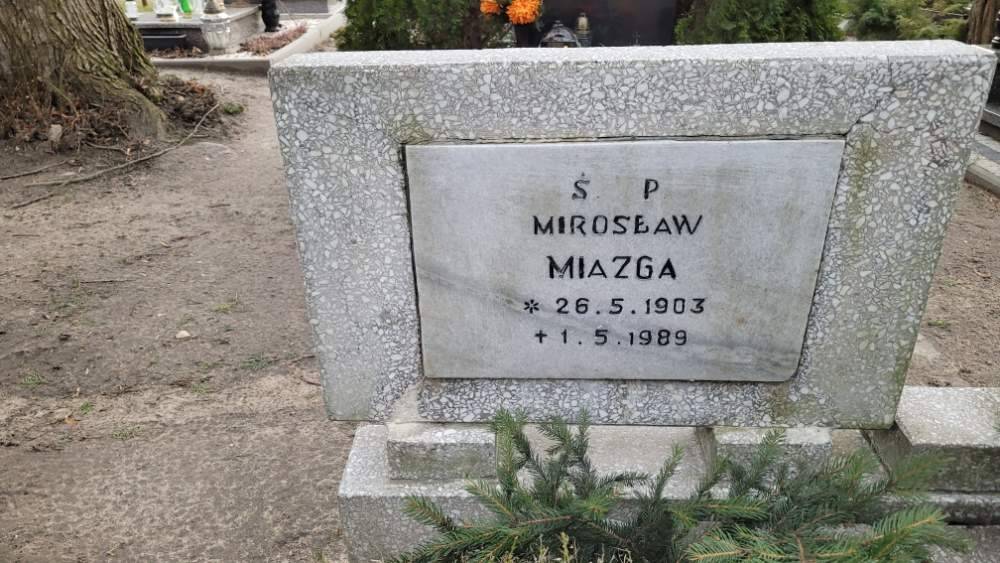 Ś. P
MIROSŁAW
MIAZGA
* 26.5.1903
+ 1.5.1989